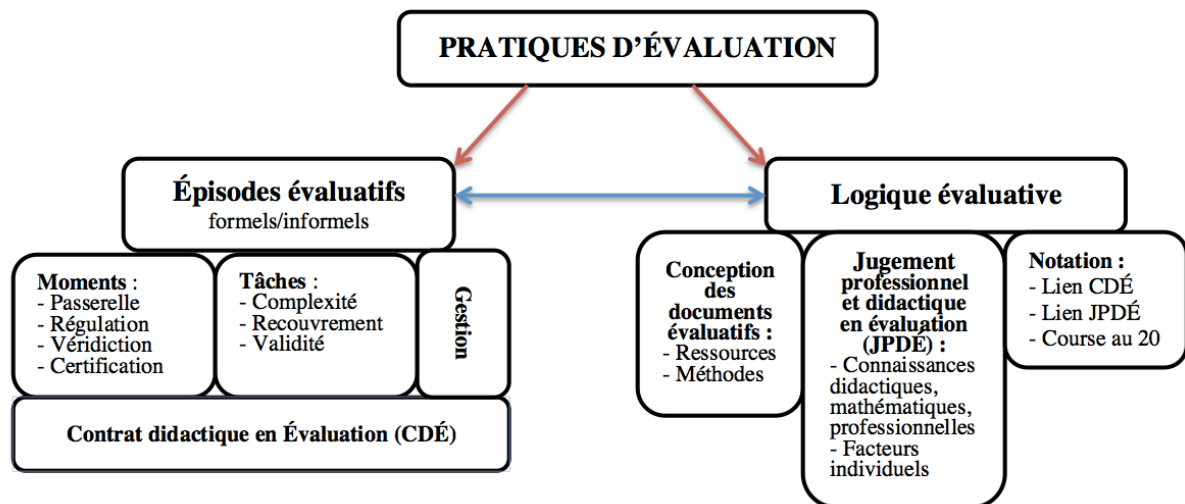 PRATIQUES D'ÉVALUATION
Épisodes évaluatifs
formels/informels
Moments :
- Passerelle
- Régulation
- Véridiction
- Certification
Tâches :
- Complexité
- Recouvrement
- Validité
Gestion
Contrat didactique en Évaluation (CDÉ)
Logique évaluative
Conception
des
documents
évaluatifs :
- Ressources
- Méthodes
Jugement
professionnel
et didactique
en évaluation
(JPDÉ) :
- Connaissances
didactiques,
mathématiques,
professionnelles
- Facteurs
individuels
Notation :
- Lien CDÉ
- Lien JPDÉ
- Course au 20